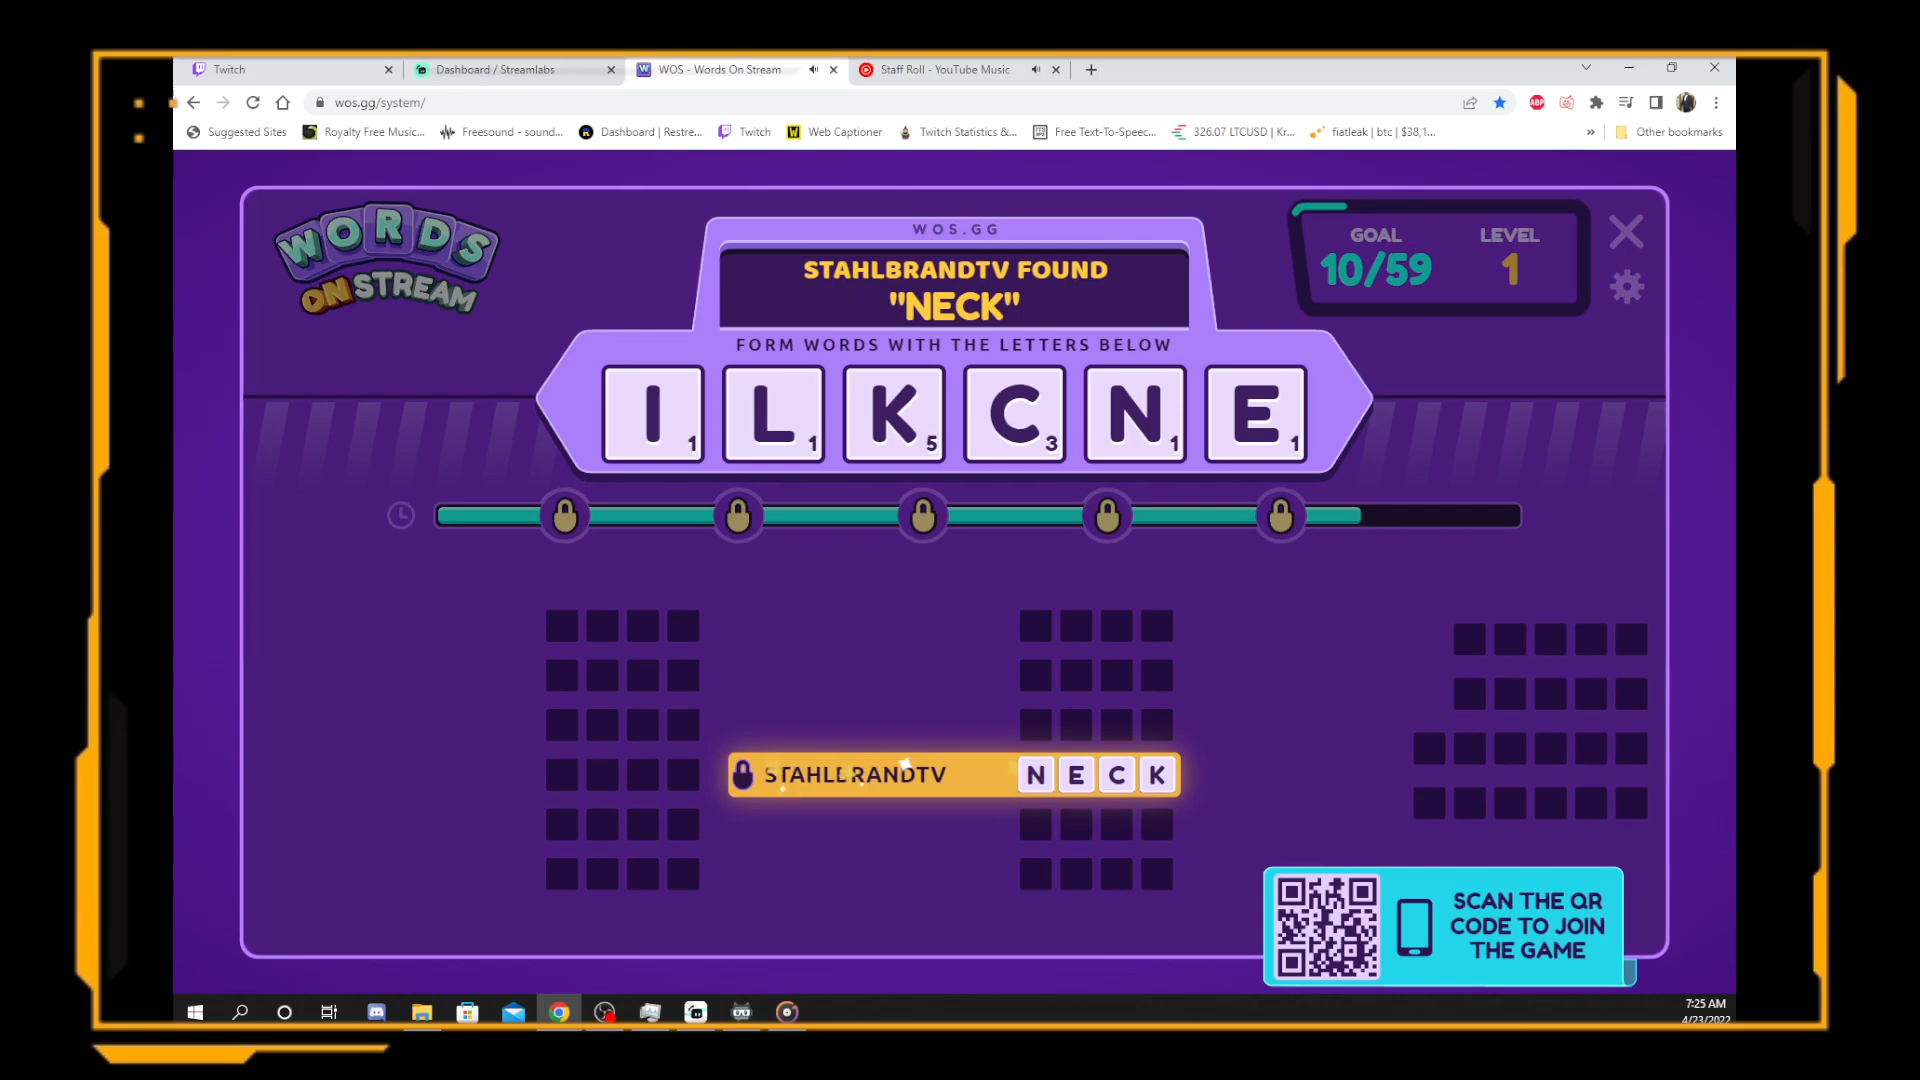 Twitch
Dashboard / Streamlabs
WOS - Words On Stream
Staff Roll - YouTube Music
wos.gg/system/
ABP
Suggested Sites
Royalty Free Music...
Freesound - sound...
Dashboard | Restre...
Twitch
Web Captioner
Twitch Statistics &...
Free Text-To-Speec...
326.07 LTCUSD | Kr...
fiatleak | btc | $38,1...
»
Other bookmarks
WORDS
ON STREAM
WOS.GG
STAHLBRANDTV FOUND
"NECK"
FORM WORDS WITH THE LETTERS BELOW
GOAL
10/59
LEVEL
1
I 1 L 1 K 5 C 3 N 1 E 1
STAHLBRANDTV NECK
SCAN THE QR
CODE TO JOIN
THE GAME
7:25 AM
4/23/2022